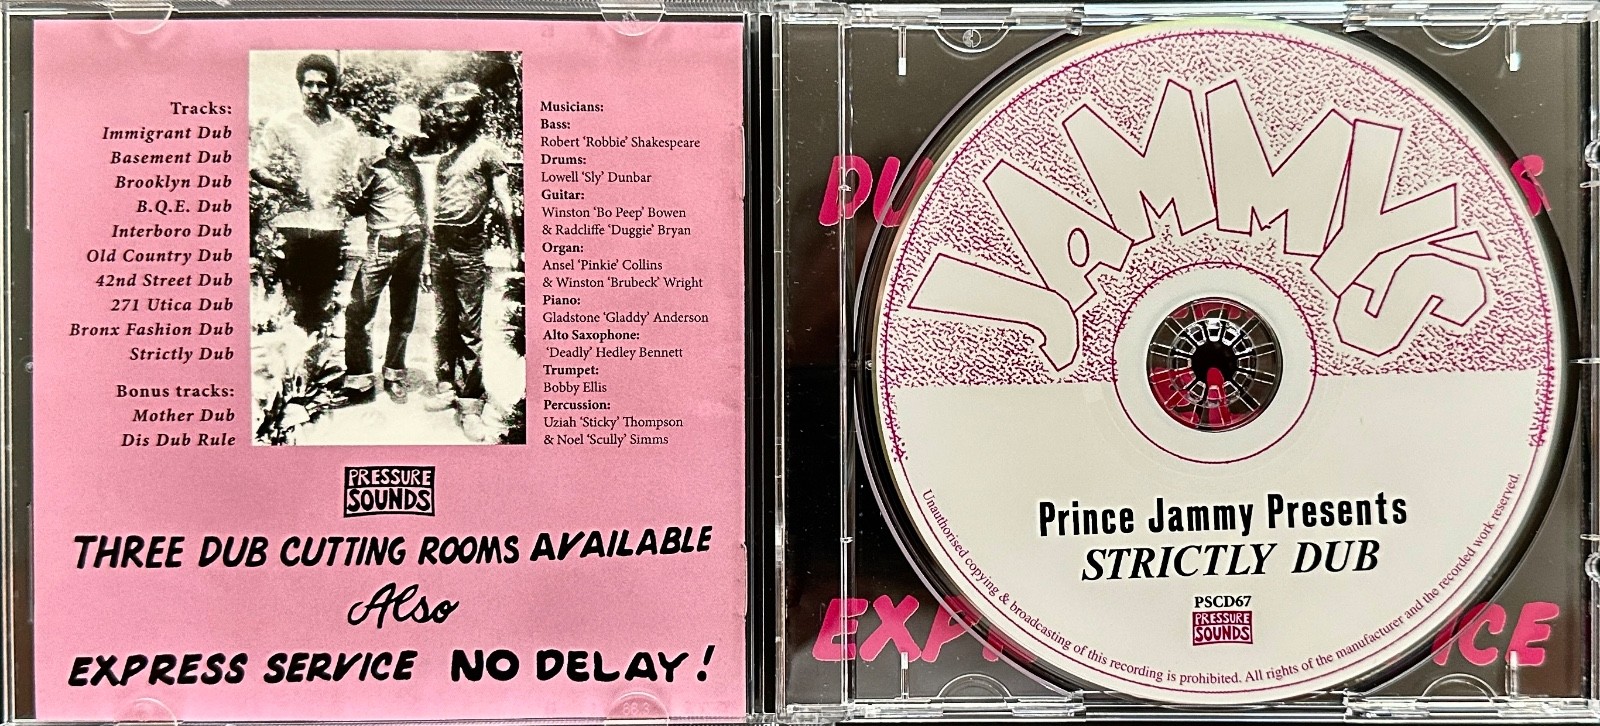 Tracks:
Immigrant Dub
Basement Dub
Brooklyn Dub
B.Q.E. Dub
Interboro Dub
Old Country Dub
42nd Street Dub
271 Utica Dub
Bronx Fashion Dub
Strictly Dub
Bonus tracks:
Mother Dub
Dis Dub Rule
Musicians:
Bass:
Robert ‘Robbie’ Shakespeare
Drums:
Lowell ‘Sly’ Dunbar
Guitar:
Winston ‘Bo Peep’ Bowen
& Radcliffe ‘Duggie’ Bryan
Organ:
Ansel ‘Pinkie’ Collins
& Winston ‘Brubeck’ Wright
Piano:
Gladstone ‘Gladdy’ Anderson
Alto Saxophone:
‘Deadly’ Hedley Bennett
Trumpet:
Bobby Ellis
Percussion:
Uziah ‘Sticky’ Thompson
& Noel ‘Scully’ Simms
PRESSURE
SOUNDS
THREE DUB CUTTING ROOMS AVAILABLE
Also
EXPRESS SERVICE NO DELAY!
JAMMY'S
Prince Jammy Presents
STRICTLY DUB
PSCD67
PRESSURE
SOUNDS
Unauthorised copying & broadcasting of this recording is prohibited. All rights of the manufacturer and the recorded work reserved.